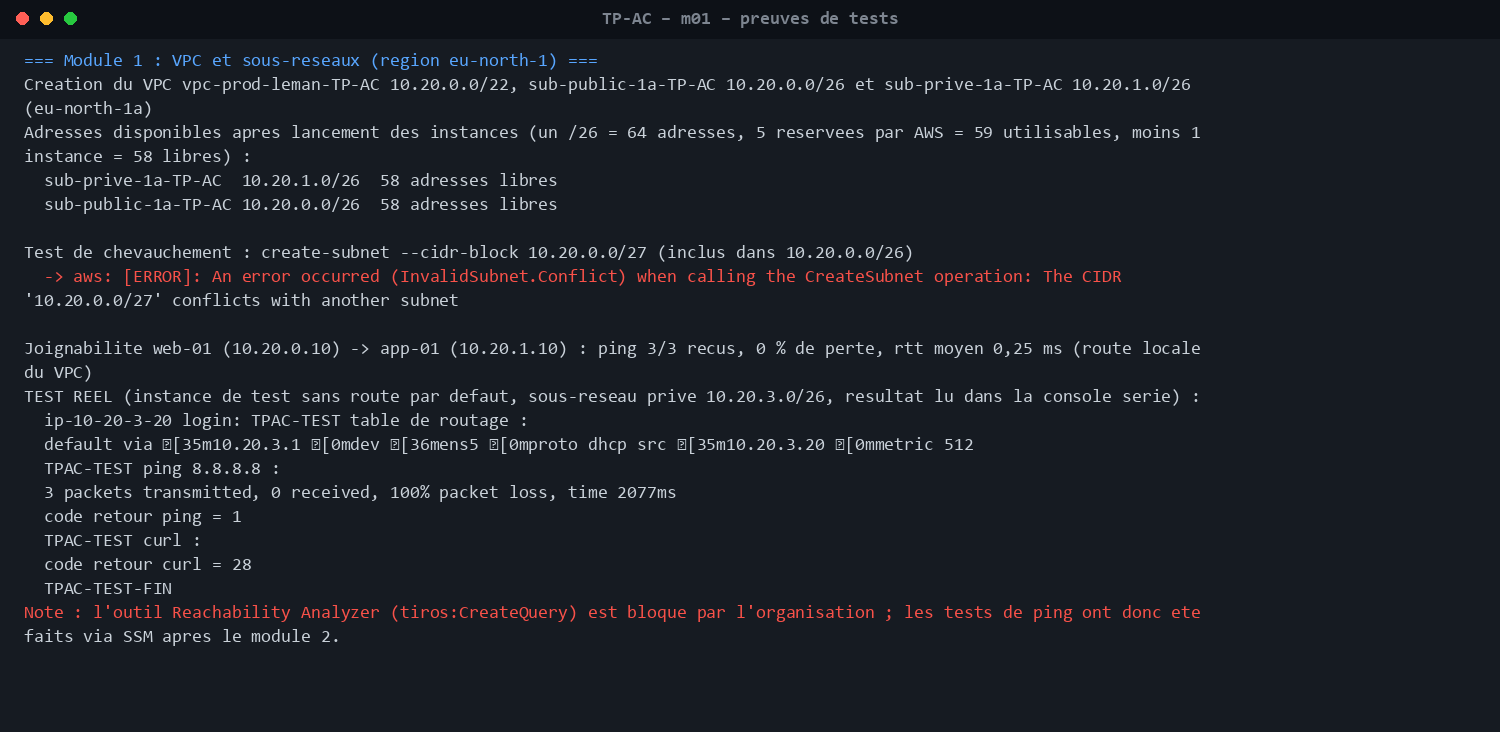 TP-AC – m01 – preuves de tests
=== Module 1 : VPC et sous-reseaux (region eu-north-1) ===
Creation du VPC vpc-prod-leman-TP-AC 10.20.0.0/22, sub-public-1a-TP-AC 10.20.0.0/26 et sub-prive-1a-TP-AC 10.20.1.0/26
(eu-north-1a)
Adresses disponibles apres lancement des instances (un /26 = 64 adresses, 5 reservees par AWS = 59 utilisables, moins 1
instance = 58 libres) :
  sub-prive-1a-TP-AC  10.20.1.0/26  58 adresses libres
  sub-public-1a-TP-AC 10.20.0.0/26  58 adresses libres
Test de chevauchement : create-subnet --cidr-block 10.20.0.0/27 (inclus dans 10.20.0.0/26)
  -> aws: [ERROR]: An error occurred (InvalidSubnet.Conflict) when calling the CreateSubnet operation: The CIDR
'10.20.0.0/27' conflicts with another subnet
Joignabilite web-01 (10.20.0.10) -> app-01 (10.20.1.10) : ping 3/3 recus, 0 % de perte, rtt moyen 0,25 ms (route locale
du VPC)
TEST REEL (instance de test sans route par defaut, sous-reseau prive 10.20.3.0/26, resultat lu dans la console serie) :
  ip-10-20-3-20 login: TPAC-TEST table de routage :
  default via �[35m10.20.3.1 �[0mdev �[36mens5 �[0mproto dhcp src �[35m10.20.3.20 �[0mmetric 512
  TPAC-TEST ping 8.8.8.8 :
  3 packets transmitted, 0 received, 100% packet loss, time 2077ms
  code retour ping = 1
  TPAC-TEST curl :
  code retour curl = 28
  TPAC-TEST-FIN
Note : l'outil Reachability Analyzer (tiros:CreateQuery) est bloque par l'organisation ; les tests de ping ont donc ete
faits via SSM apres le module 2.